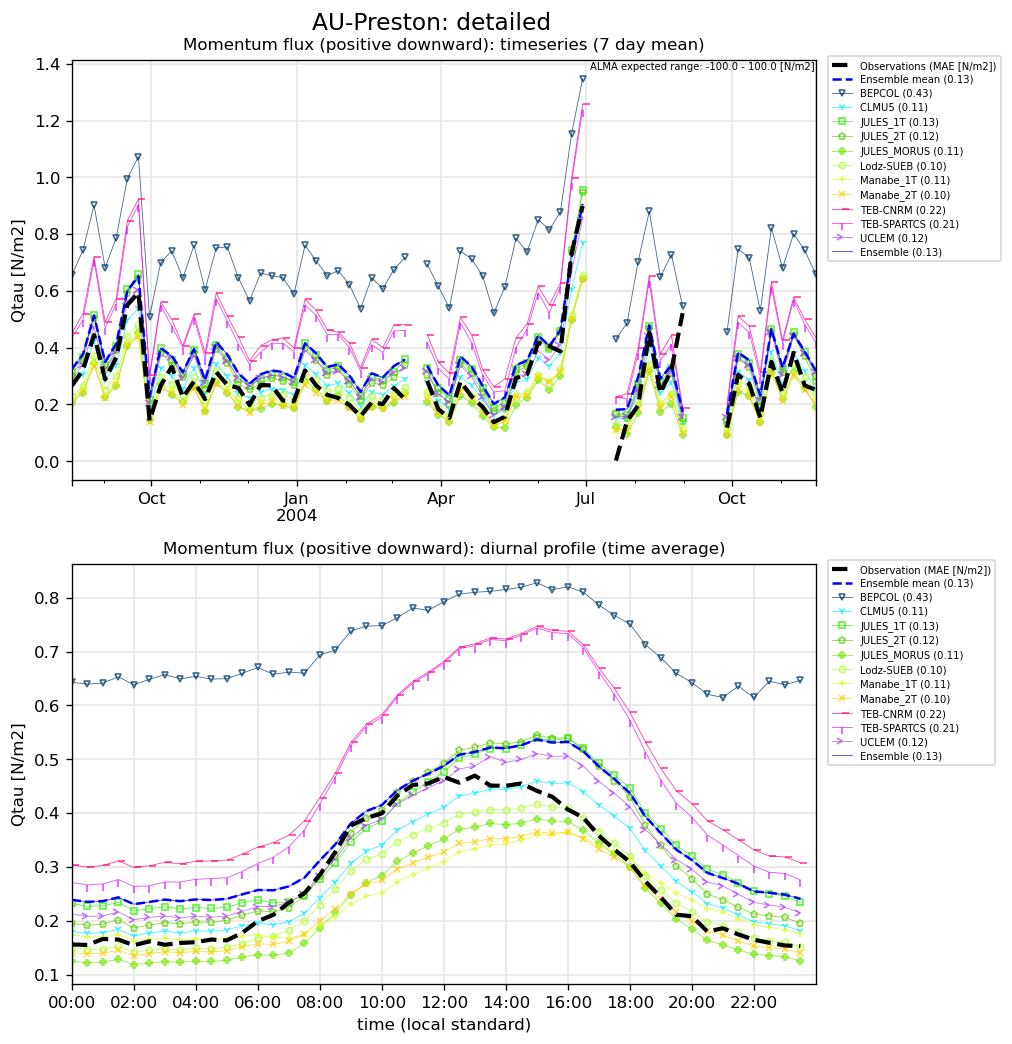 AU-Preston: detailed
Momentum flux (positive downward): timeseries (7 day mean)
ALMA expected range: -100.0 - 100.0 [N/m2]
1.4
1.2
1.0
0.8
0.6
0.4
0.2
0.0
Qtau [N/m2]
Oct
Jan
2004
Apr
Jul
Oct
Observations (MAE [N/m2])
Ensemble mean (0.13)
BEPCOL (0.43)
CLMU5 (0.11)
JULES_1T (0.13)
JULES_2T (0.12)
JULES_MORUS (0.11)
Lodz-SUEB (0.10)
Manabe_1T (0.11)
Manabe_2T (0.10)
TEB-CNRM (0.22)
TEB-SPARTCS (0.21)
UCLEM (0.12)
Ensemble (0.13)
Momentum flux (positive downward): diurnal profile (time average)
0.8
0.7
0.6
0.5
0.4
0.3
0.2
0.1
Qtau [N/m2]
00:00 02:00 04:00 06:00 08:00 10:00 12:00 14:00 16:00 18:00 20:00 22:00
time (local standard)
Observation (MAE [N/m2])
Ensemble mean (0.13)
BEPCOL (0.43)
CLMU5 (0.11)
JULES_1T (0.13)
JULES_2T (0.12)
JULES_MORUS (0.11)
Lodz-SUEB (0.10)
Manabe_1T (0.11)
Manabe_2T (0.10)
TEB-CNRM (0.22)
TEB-SPARTCS (0.21)
UCLEM (0.12)
Ensemble (0.13)